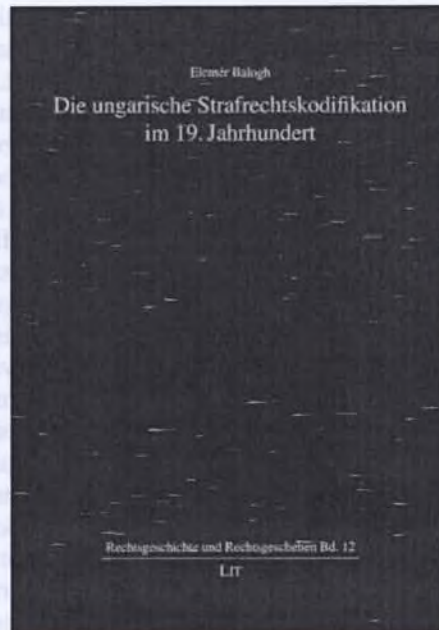 Elemér Balogh
Die ungarische Strafrechtskodifikation
im 19. Jahrhundert
Rechtsgeschichte und Rechtsgeschehen Bd. 12
LIT